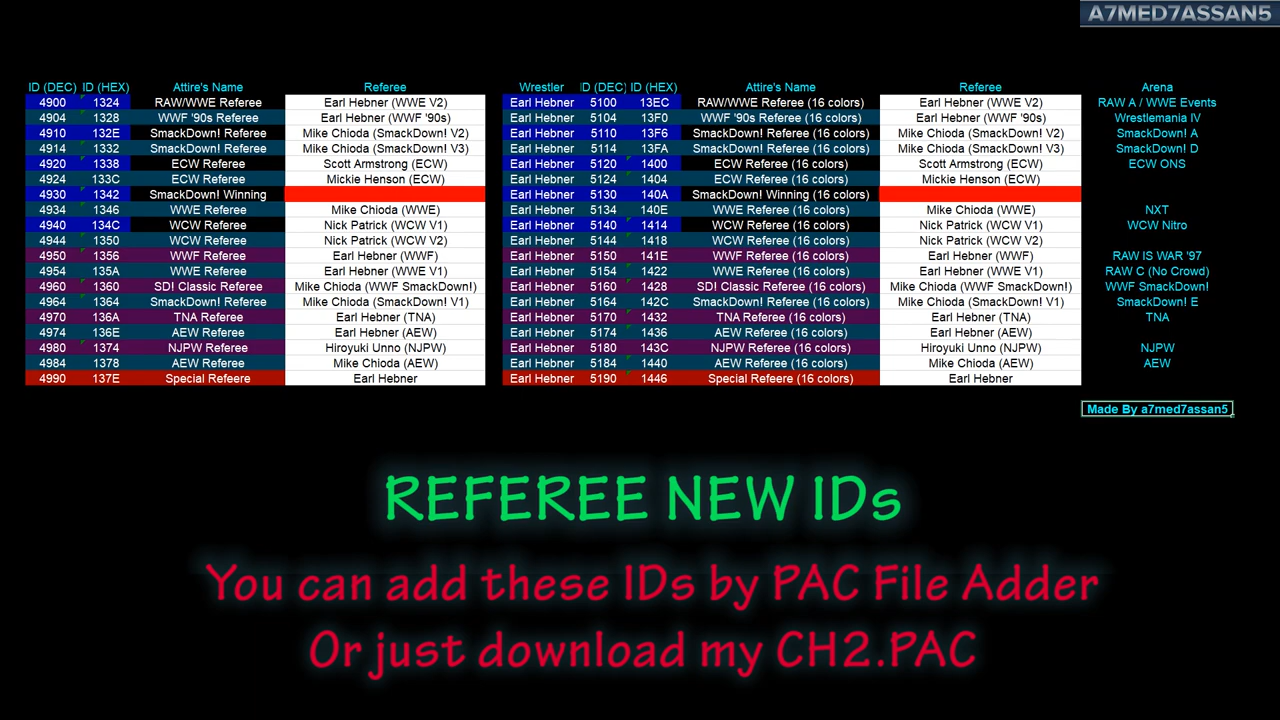 A7MED7ASSAN5
ID (DEC) ID (HEX) Attire's Name Referee Wrestler ID (DEC) ID (HEX) Attire's Name Referee Arena
4900 1324 RAW/WWE Referee Earl Hebner (WWE V2) Earl Hebner 5100 13EC RAW/WWE Referee (16 colors) Earl Hebner (WWE V2) RAW A / WWE Events
4904 1328 WWF '90s Referee Earl Hebner (WWF '90s) Earl Hebner 5104 13F0 WWF '90s Referee (16 colors) Earl Hebner (WWF '90s) Wrestlemania IV
4910 132E SmackDown! Referee Mike Chioda (SmackDown! V2) Earl Hebner 5110 13F6 SmackDown! Referee (16 colors) Mike Chioda (SmackDown! V2) SmackDown! A
4914 1332 SmackDown! Referee Mike Chioda (SmackDown! V3) Earl Hebner 5114 13FA SmackDown! Referee (16 colors) Mike Chioda (SmackDown! V3) SmackDown! D
4920 1338 ECW Referee Scott Armstrong (ECW) Earl Hebner 5120 1400 ECW Referee (16 colors) Scott Armstrong (ECW) ECW ONS
4924 133C ECW Referee Mickie Henson (ECW) Earl Hebner 5124 1404 ECW Referee (16 colors) Mickie Henson (ECW)
4930 1342 SmackDown! Winning Earl Hebner 5130 140A SmackDown! Winning (16 colors)
4934 1346 WWE Referee Mike Chioda (WWE) Earl Hebner 5134 140E WWE Referee (16 colors) Mike Chioda (WWE) NXT
4940 134C WCW Referee Nick Patrick (WCW V1) Earl Hebner 5140 1414 WCW Referee (16 colors) Nick Patrick (WCW V1) WCW Nitro
4944 1350 WCW Referee Nick Patrick (WCW V2) Earl Hebner 5144 1418 WCW Referee (16 colors) Nick Patrick (WCW V2)
4950 1356 WWF Referee Earl Hebner (WWF) Earl Hebner 5150 141E WWF Referee (16 colors) Earl Hebner (WWF) RAW IS WAR '97
4954 135A WWE Referee Earl Hebner (WWE V1) Earl Hebner 5154 1422 WWE Referee (16 colors) Earl Hebner (WWE V1) RAW C (No Crowd)
4960 1360 SD! Classic Referee Mike Chioda (WWF SmackDown!) Earl Hebner 5160 1428 SD! Classic Referee (16 colors) Mike Chioda (WWF SmackDown!) WWF SmackDown!
4964 1364 SmackDown! Referee Mike Chioda (SmackDown! V1) Earl Hebner 5164 142C SmackDown! Referee (16 colors) Mike Chioda (SmackDown! V1) SmackDown! E
4970 136A TNA Referee Earl Hebner (TNA) Earl Hebner 5170 1432 TNA Referee (16 colors) Earl Hebner (TNA) TNA
4974 136E AEW Referee Earl Hebner (AEW) Earl Hebner 5174 1436 AEW Referee (16 colors) Earl Hebner (AEW)
4980 1374 NJPW Referee Hiroyuki Unno (NJPW) Earl Hebner 5180 143C NJPW Referee (16 colors) Hiroyuki Unno (NJPW) NJPW
4984 1378 AEW Referee Mike Chioda (AEW) Earl Hebner 5184 1440 AEW Referee (16 colors) Mike Chioda (AEW) AEW
4990 137E Special Refeere Earl Hebner Earl Hebner 5190 1446 Special Refeere (16 colors) Earl Hebner
Made By a7med7assan5
REFEREE NEW IDs
You can add these IDs by PAC File Adder
Or just download my CH2.PAC